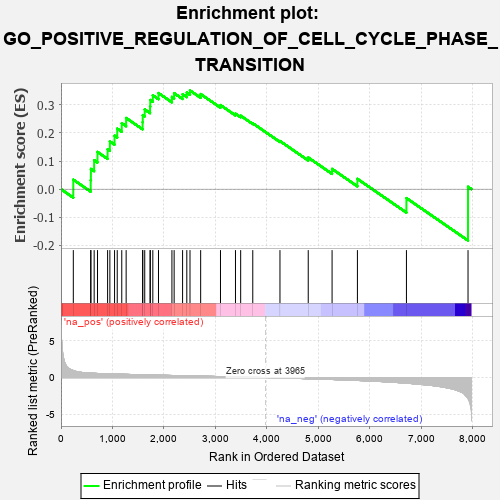 Enrichment plot:
GO_POSITIVE_REGULATION_OF_CELL_CYCLE_PHASE_
TRANSITION
Enrichment score (ES)
0.3
0.2
0.1
0.0
-0.1
-0.2
'na_pos' (positively correlated)
Ranked list metric (PreRanked)
5
0
-5
Zero cross at 3965
'na_neg' (negatively correlated)
0
1,000
2,000
3,000
4,000
5,000
6,000
7,000
8,000
Rank in Ordered Dataset
Enrichment profile
Hits
Ranking metric scores